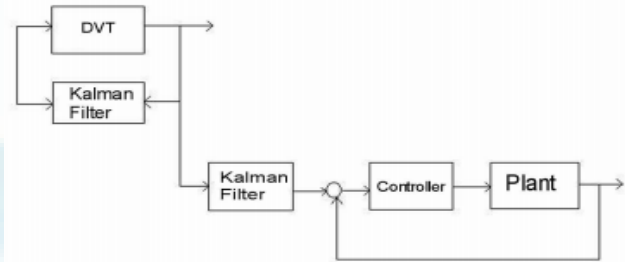 DVT
Kalman
Filter
Kalman
Filter
Controller
Plant